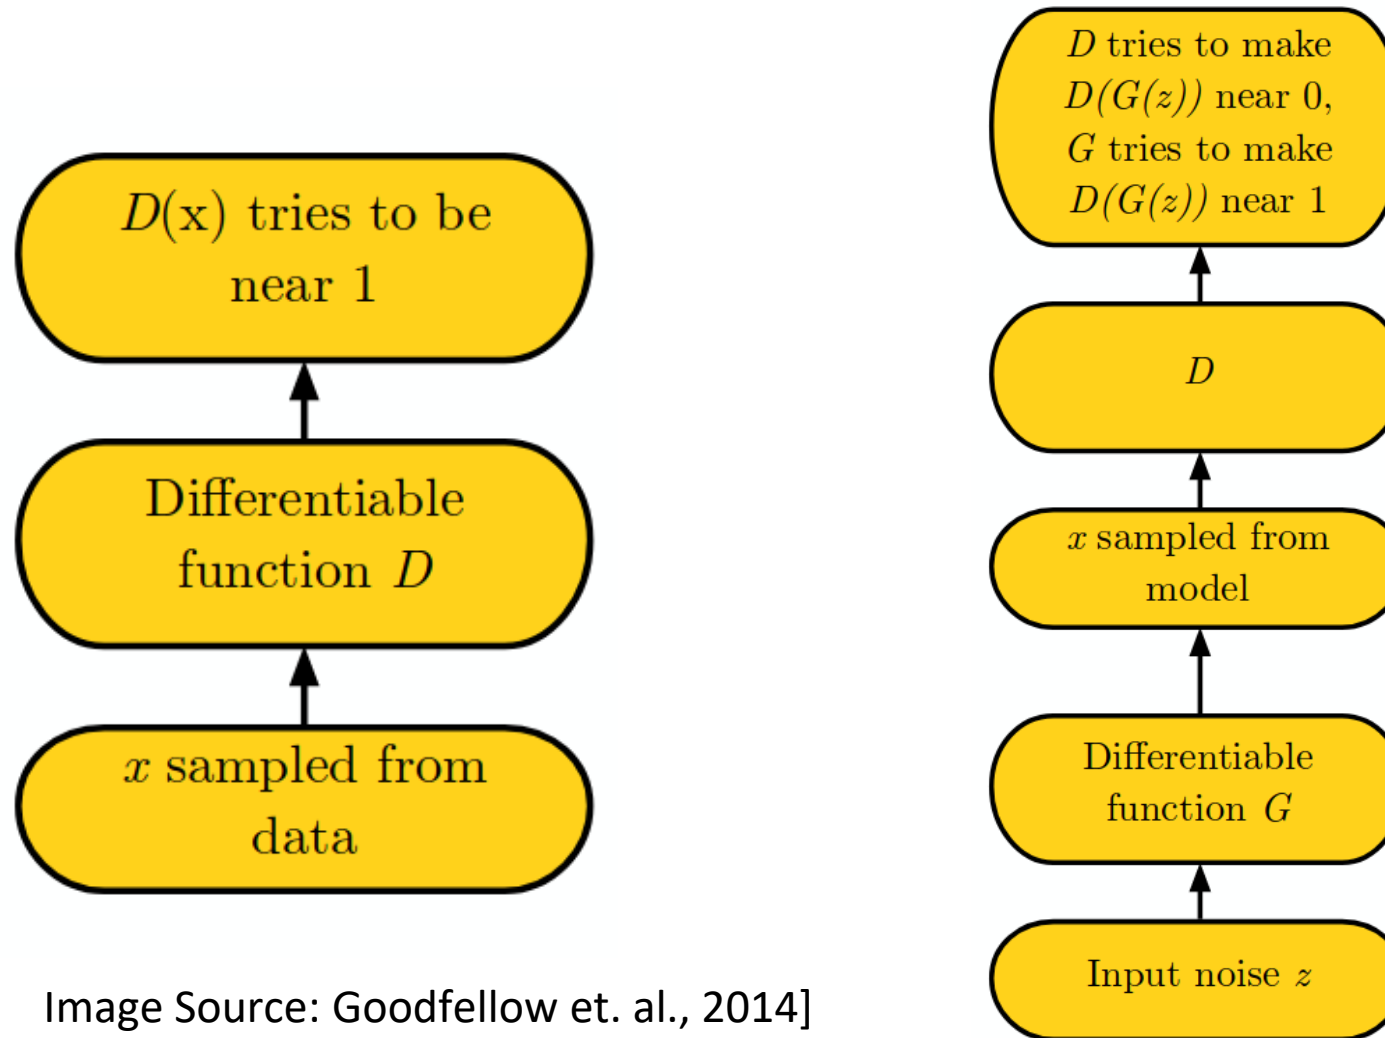 D(x) tries to be
near 1
Differentiable
function D
x sampled from
data
Image Source: Goodfellow et. al., 2014]
D tries to make
D(G(z)) near 0,
G tries to make
D(G(z)) near 1
D
x sampled from
model
Differentiable
function G
Input noise z